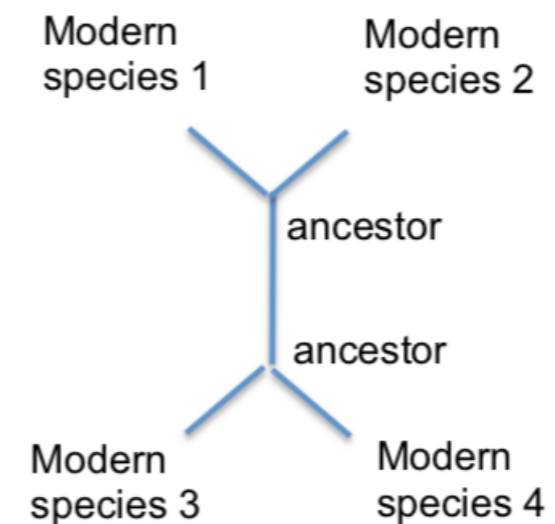 Modern
species 1
Modern
species 2
ancestor
ancestor
Modern
species 3
Modern
species 4